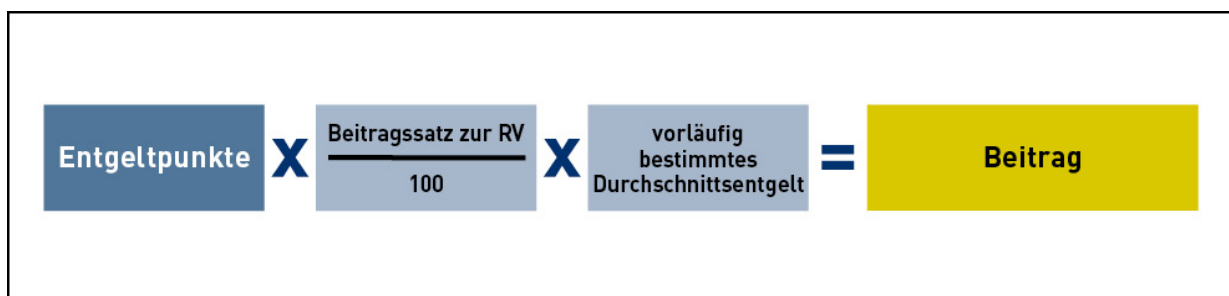 Entgeltpunkte
X
Beitragssatz zur RV
100
X
vorläufig
bestimmtes
Durchschnittsentgelt
=
Beitrag